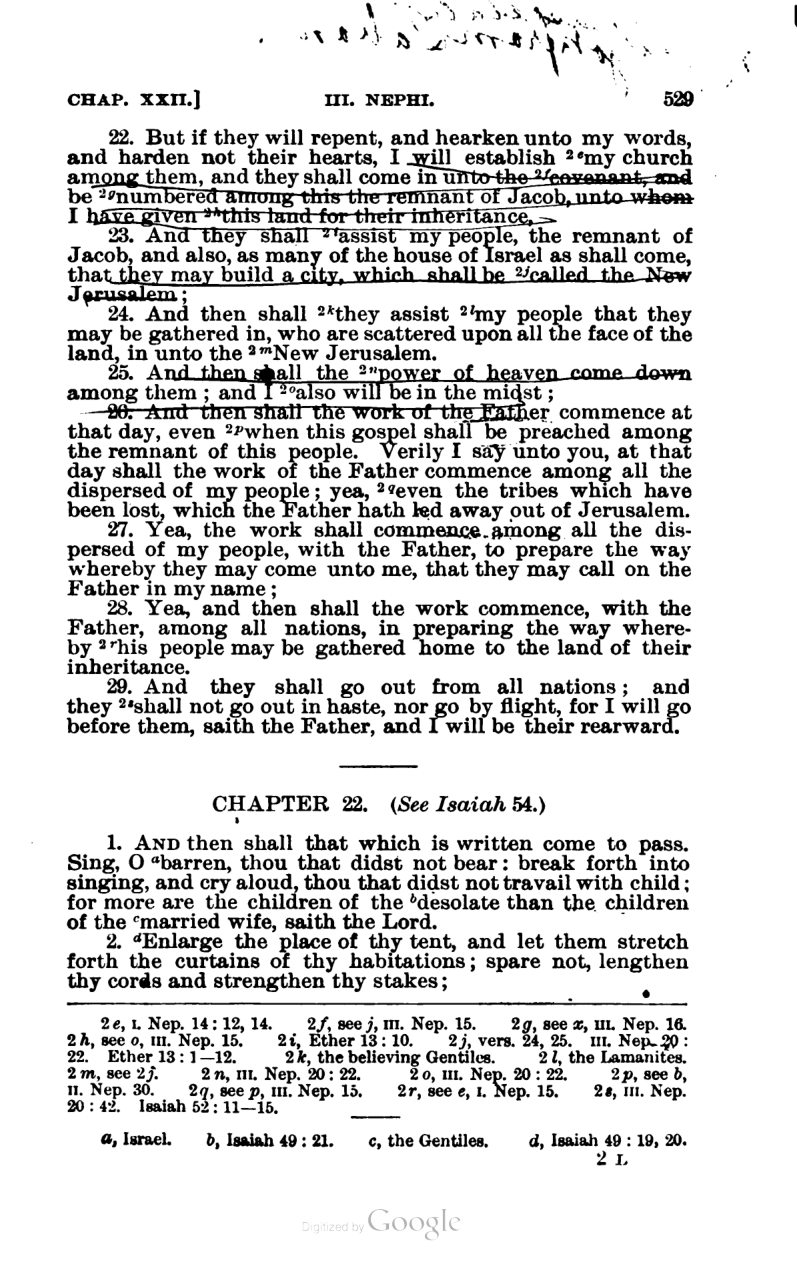 CHAP. XXII.] III. NEPHI. 529
22. But if they will repent, and hearken unto my words,
and harden not their hearts, I will establish 2e my church
among them, and they shall come in unto the 2f covenant, and
be 2g numbered among this the remnant of Jacob, unto whom
I have given 2h this land for their inheritance,
23. And they shall 2i assist my people, the remnant of
Jacob, and also, as many of the house of Israel as shall come,
that they may build a city, which shall be 2j called the New
Jerusalem;
24. And then shall 2k they assist 2l my people that they
may be gathered in, who are scattered upon all the face of the
land, in unto the 2m New Jerusalem.
25. And then shall the 2n power of heaven come down
among them; and I 2o also will be in the midst;
26. And then shall the work of the Father commence at
that day, even 2p when this gospel shall be preached among
the remnant of this people. Verily I say unto you, at that
day shall the work of the Father commence among all the
dispersed of my people; yea, 2q even the tribes which have
been lost, which the Father hath led away out of Jerusalem.
27. Yea, the work shall commence among all the dis-
persed of my people, with the Father, to prepare the way
whereby they may come unto me, that they may call on the
Father in my name;
28. Yea, and then shall the work commence, with the
Father, among all nations, in preparing the way where-
by 2r his people may be gathered home to the land of their
inheritance.
29. And they shall go out from all nations; and
they 2s shall not go out in haste, nor go by flight, for I will go
before them, saith the Father, and I will be their rearward.
CHAPTER 22. (See Isaiah 54.)
1. AND then shall that which is written come to pass.
Sing, O a barren, thou that didst not bear: break forth into
singing, and cry aloud, thou that didst not travail with child;
for more are the children of the b desolate than the children
of the c married wife, saith the Lord.
2. d Enlarge the place of thy tent, and let them stretch
forth the curtains of thy habitations; spare not, lengthen
thy cords and strengthen thy stakes;
2e, I. Nep. 14:12, 14. 2f, see j, III. Nep. 15. 2g, see x, III. Nep. 16.
2h, see o, III. Nep. 15. 2i, Ether 13:10. 2j, vers. 24, 25. III. Nep. 20:
22. Ether 13:1—12. 2k, the believing Gentiles. 2l, the Lamanites.
2m, see 2j. 2n, III. Nep. 20:22. 2o, III. Nep. 20:22. 2p, see b,
II. Nep. 30. 2q, see p, III. Nep. 15. 2r, see e, I. Nep. 15. 2s, III. Nep.
20:42. Isaiah 52:11—15.
a, Israel. b, Isaiah 49:21. c, the Gentiles. d, Isaiah 49:19, 20.
2 L
Digitized by Google